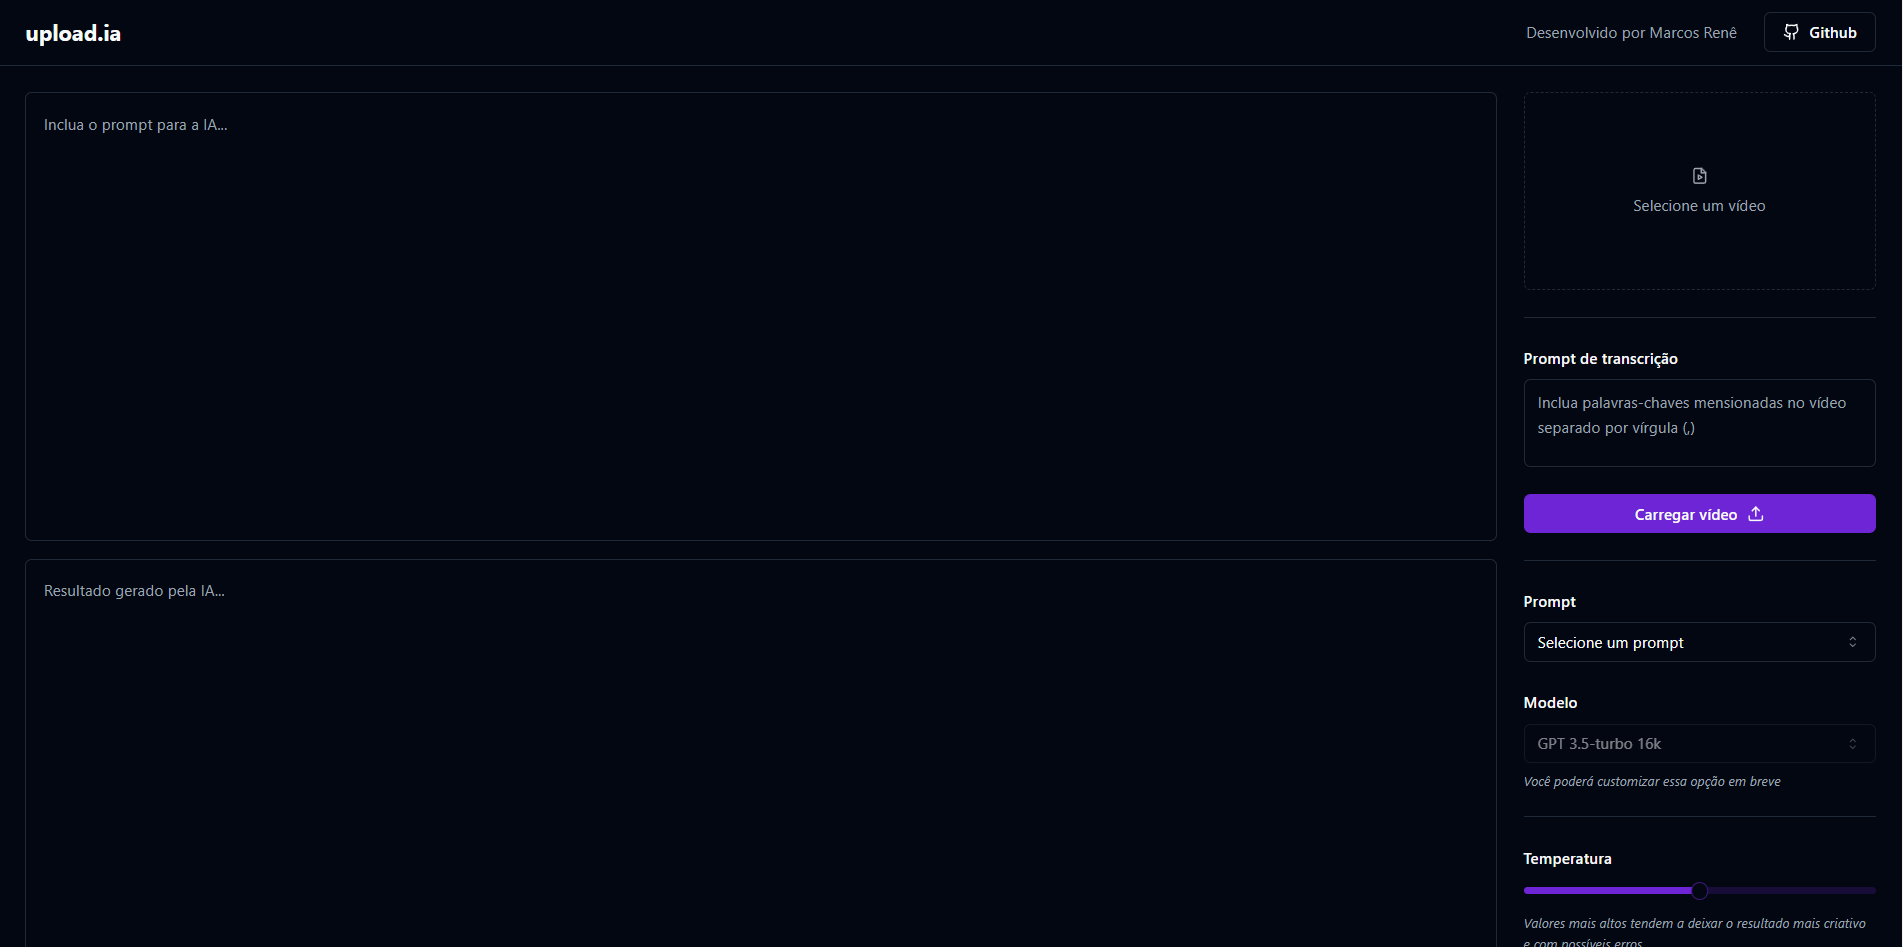 upload.ia
Desenvolvido por Marcos Renê
Github
Inclua o prompt para a IA...
Resultado gerado pela IA...
Selecione um vídeo
Prompt de transcrição
Inclua palavras-chaves mensionadas no vídeo
separado por vírgula (,)
Carregar vídeo
Prompt
Selecione um prompt
Modelo
GPT 3.5-turbo 16k
Você poderá customizar essa opção em breve
Temperatura
Valores mais altos tendem a deixar o resultado mais criativo
e com possíveis erros